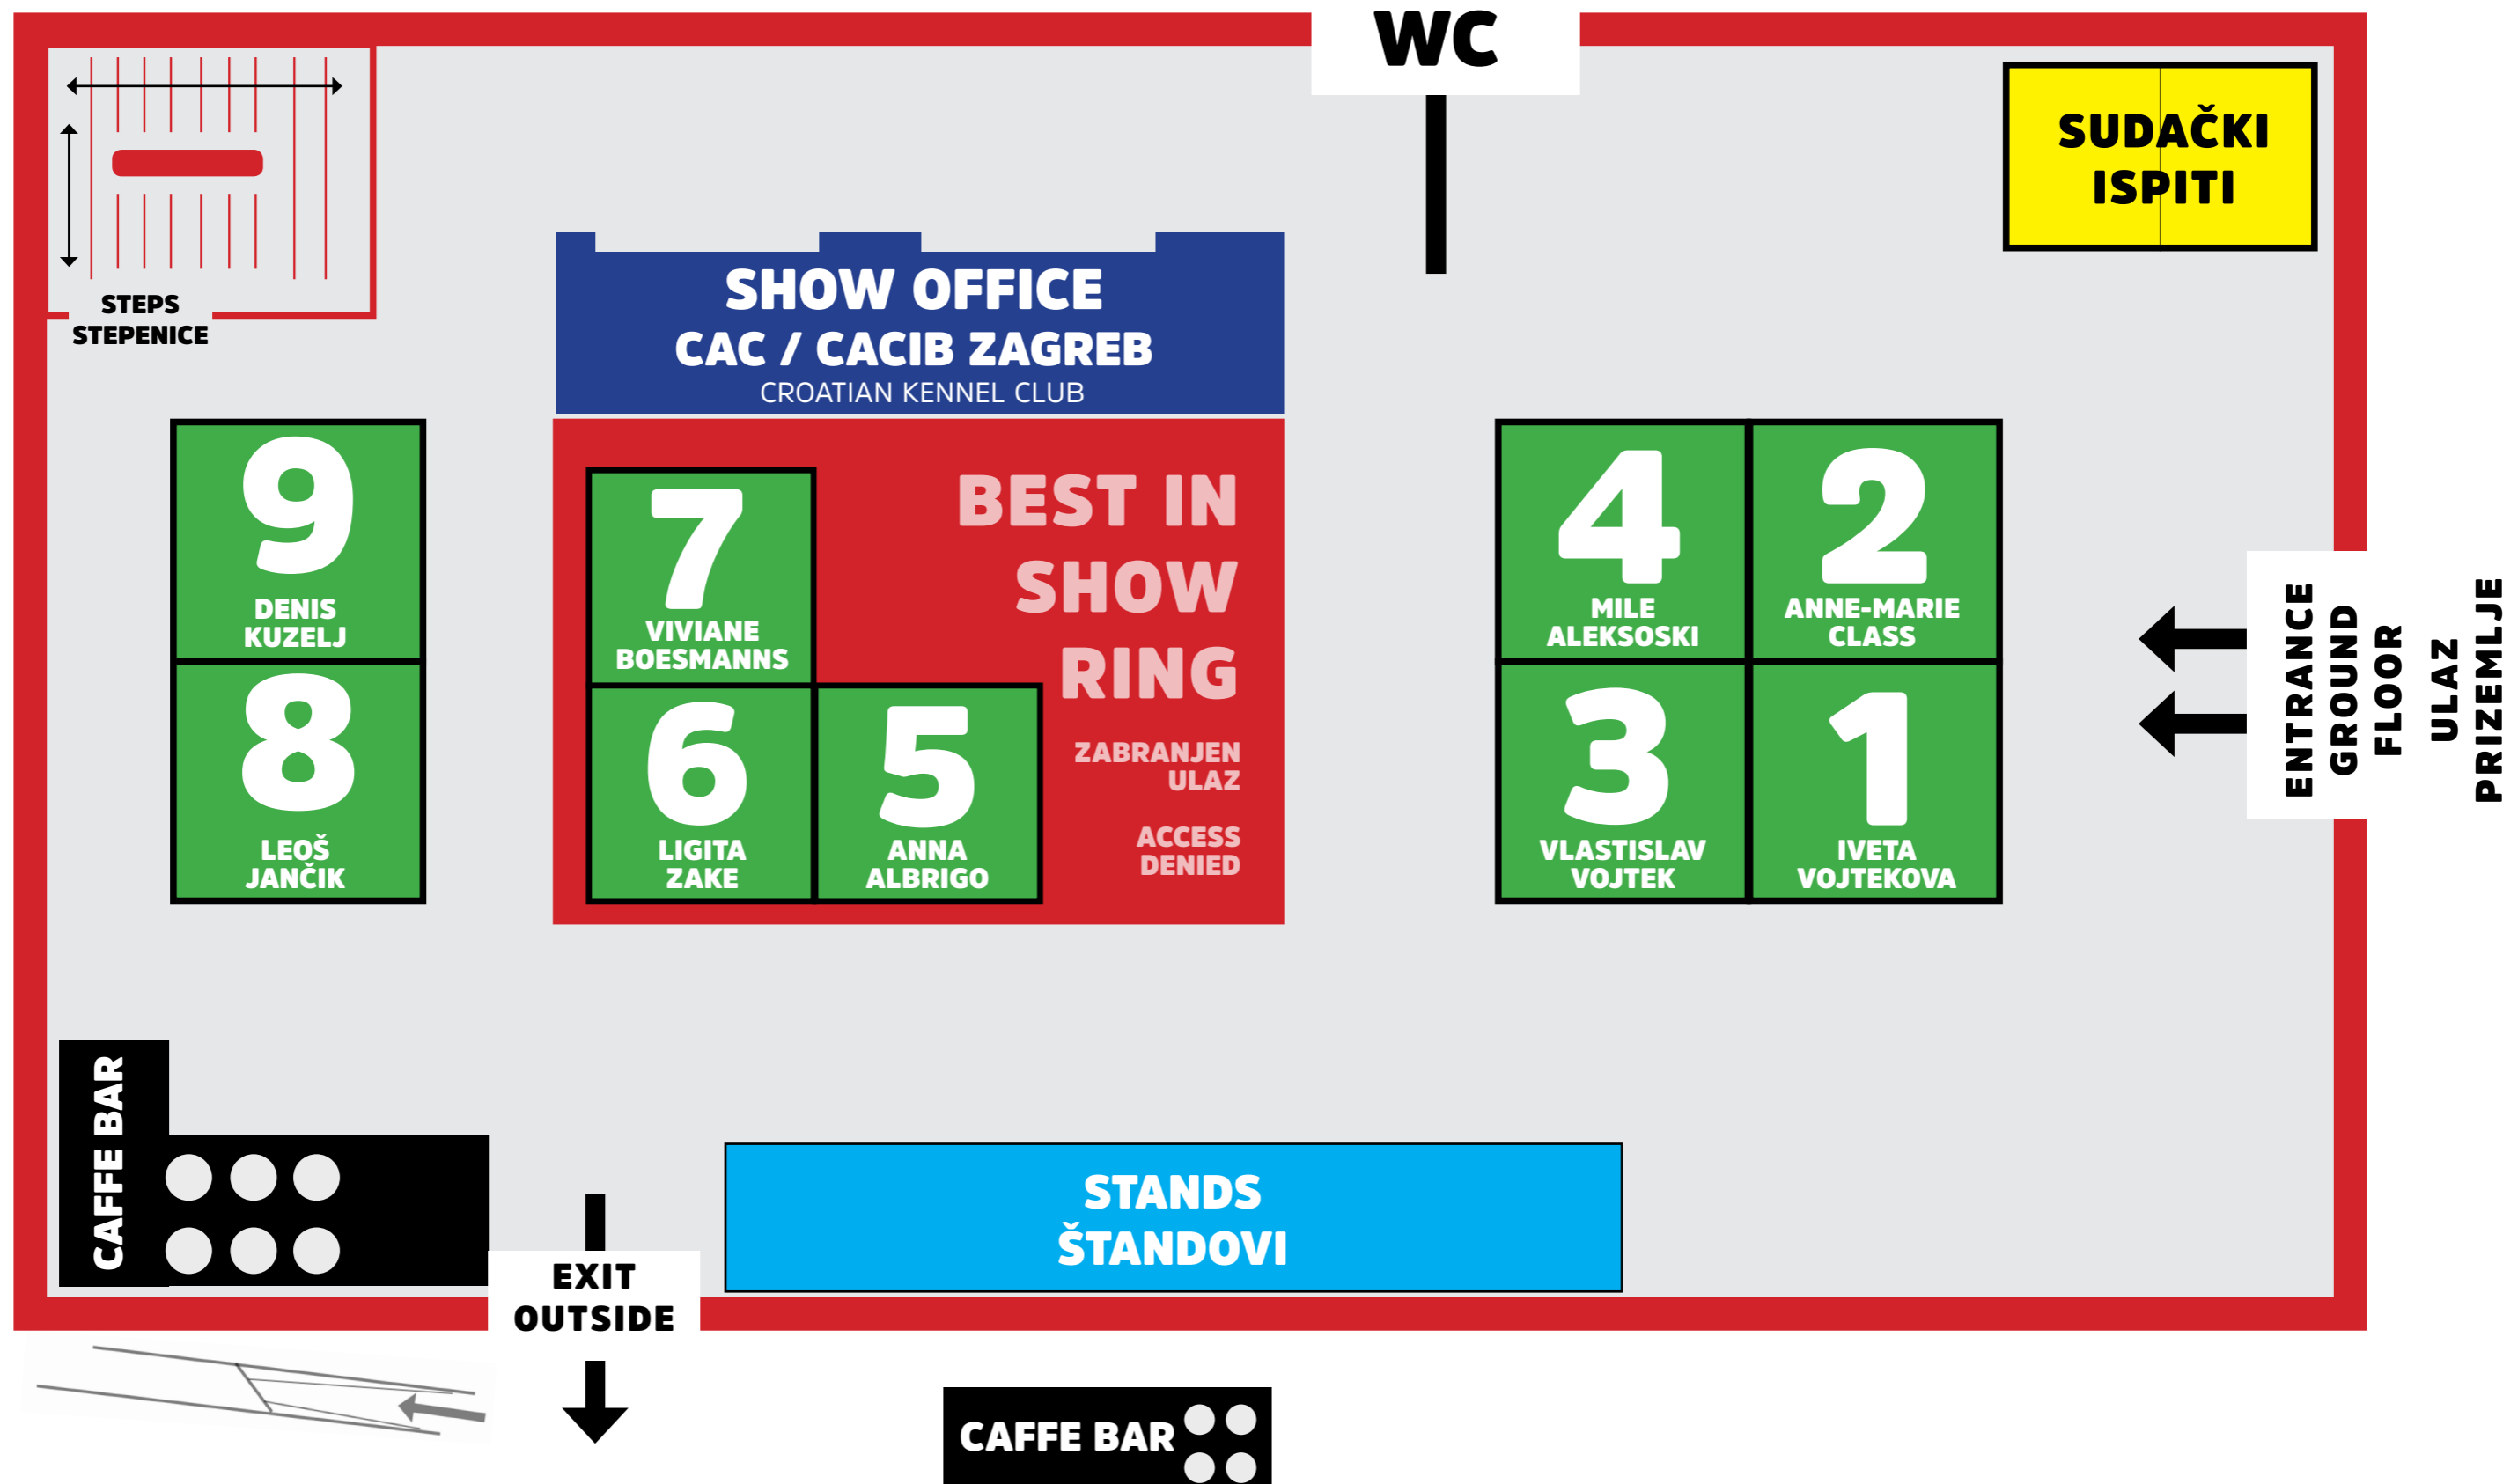 WC
SUDAČKI
ISPITI
STEPS
STEPENICE
SHOW OFFICE
CAC / CACIB ZAGREB
CROATIAN KENNEL CLUB
9
DENIS
KUZELJ
8
LEOŠ
JANČIK
7
VIVIANE
BOESMANNS
6
LIGITA
ZAKE
5
ANNA
ALBRIGO
BEST IN
SHOW
RING
ZABRANJEN
ULAZ
ACCESS
DENIED
4
MILE
ALEKSOSKI
2
ANNE-MARIE
CLASS
3
VLASTISLAV
VOJTEK
1
IVETA
VOJTEKOVA
ENTRANCE
GROUND
FLOOR
ULAZ
PRIZEMLJE
CAFFE BAR
EXIT
OUTSIDE
STANDS
ŠTANDOVI
CAFFE BAR